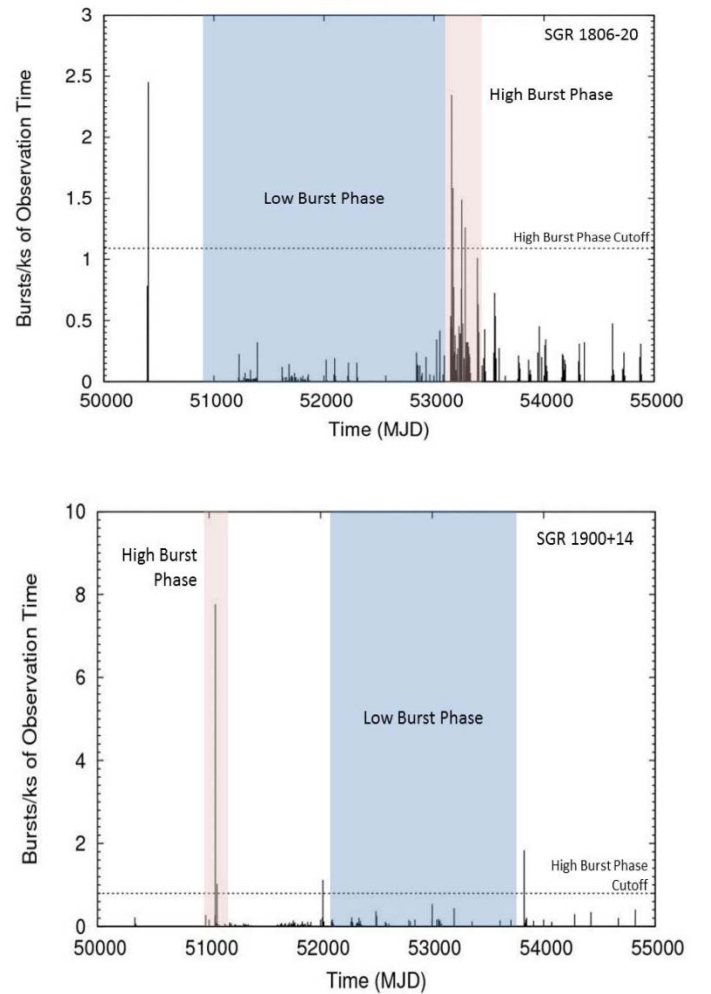 SGR 1806-20
High Burst Phase
Low Burst Phase
High Burst Phase Cutoff
Bursts/ks of Observation Time
3
2.5
2
1.5
1
0.5
0
50000 51000 52000 53000 54000 55000
Time (MJD)
SGR 1900+14
High Burst
Phase
Low Burst Phase
High Burst Phase
Cutoff
Bursts/ks of Observation Time
10
8
6
4
2
0
50000 51000 52000 53000 54000 55000
Time (MJD)